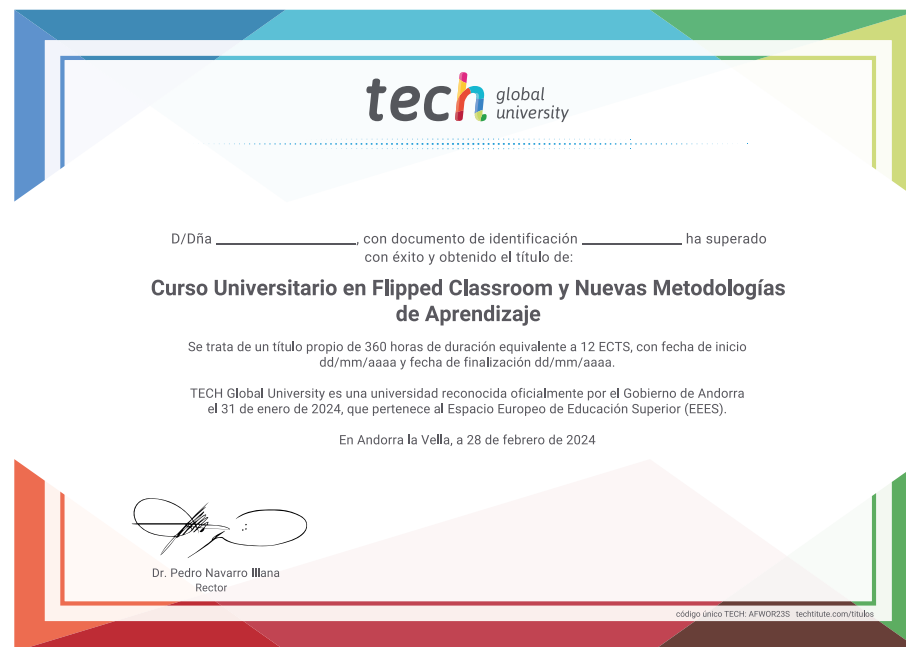 tech global
university
D/Dña ____________________, con documento de identificación ______________ ha superado
con éxito y obtenido el título de:
Curso Universitario en Flipped Classroom y Nuevas Metodologías
de Aprendizaje
Se trata de un título propio de 360 horas de duración equivalente a 12 ECTS, con fecha de inicio
dd/mm/aaaa y fecha de finalización dd/mm/aaaa.
TECH Global University es una universidad reconocida oficialmente por el Gobierno de Andorra
el 31 de enero de 2024, que pertenece al Espacio Europeo de Educación Superior (EEES).
En Andorra la Vella, a 28 de febrero de 2024
Dr. Pedro Navarro Illana
Rector
código único TECH: AFWOR23S techtitute.com/titulos